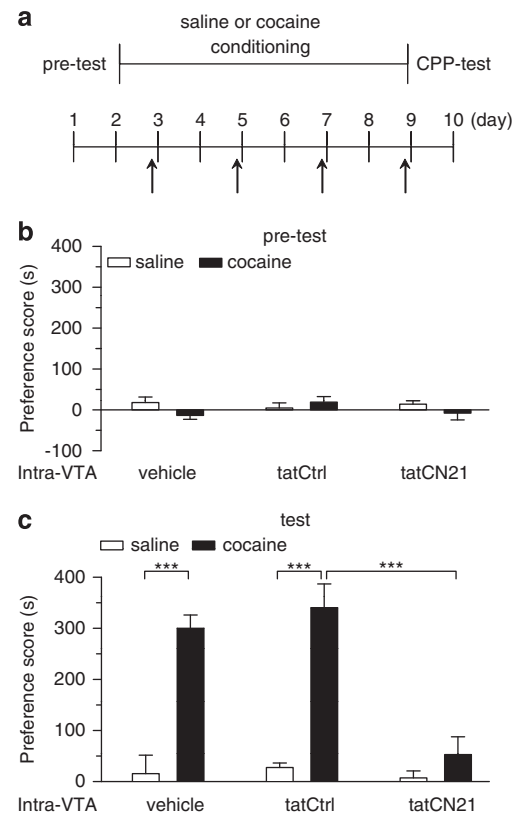 a
saline or cocaine
conditioning
pre-test
CPP-test
1 2 3 4 5 6 7 8 9 10 (day)
b
pre-test
saline cocaine
Preference score (s)
400
300
200
100
0
-100
Intra-VTA vehicle tatCtrl tatCN21
c
test
saline cocaine
*** *** ***
Preference score (s)
400
300
200
100
0
Intra-VTA vehicle tatCtrl tatCN21